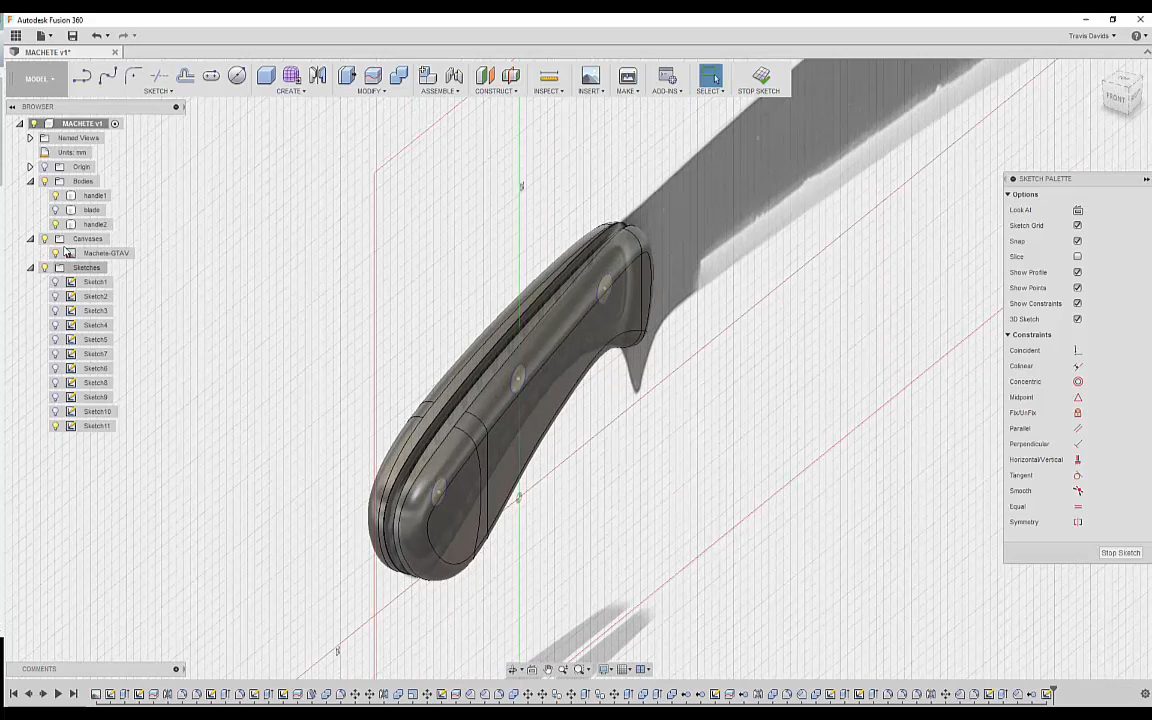 Autodesk Fusion 360
Travis Davids
MACHETE v1*
MODEL
SKETCH
CREATE
MODIFY
ASSEMBLE
CONSTRUCT
INSPECT
INSERT
MAKE
ADD-INS
SELECT
STOP SKETCH
FRONT
BROWSER
MACHETE v1
Named Views
Units: mm
Origin
Bodies
handle1
blade
handle2
Canvases
Machete-GTAV
Sketches
Sketch1
Sketch2
Sketch3
Sketch4
Sketch5
Sketch7
Sketch6
Sketch8
Sketch9
Sketch10
Sketch11
SKETCH PALETTE
Options
Look At
Sketch Grid
Snap
Slice
Show Profile
Show Points
Show Constraints
3D Sketch
Constraints
Coincident
Colinear
Concentric
Midpoint
Fix/UnFix
Parallel
Perpendicular
Horizontal/Vertical
Tangent
Smooth
Equal
Symmetry
Stop Sketch
COMMENTS